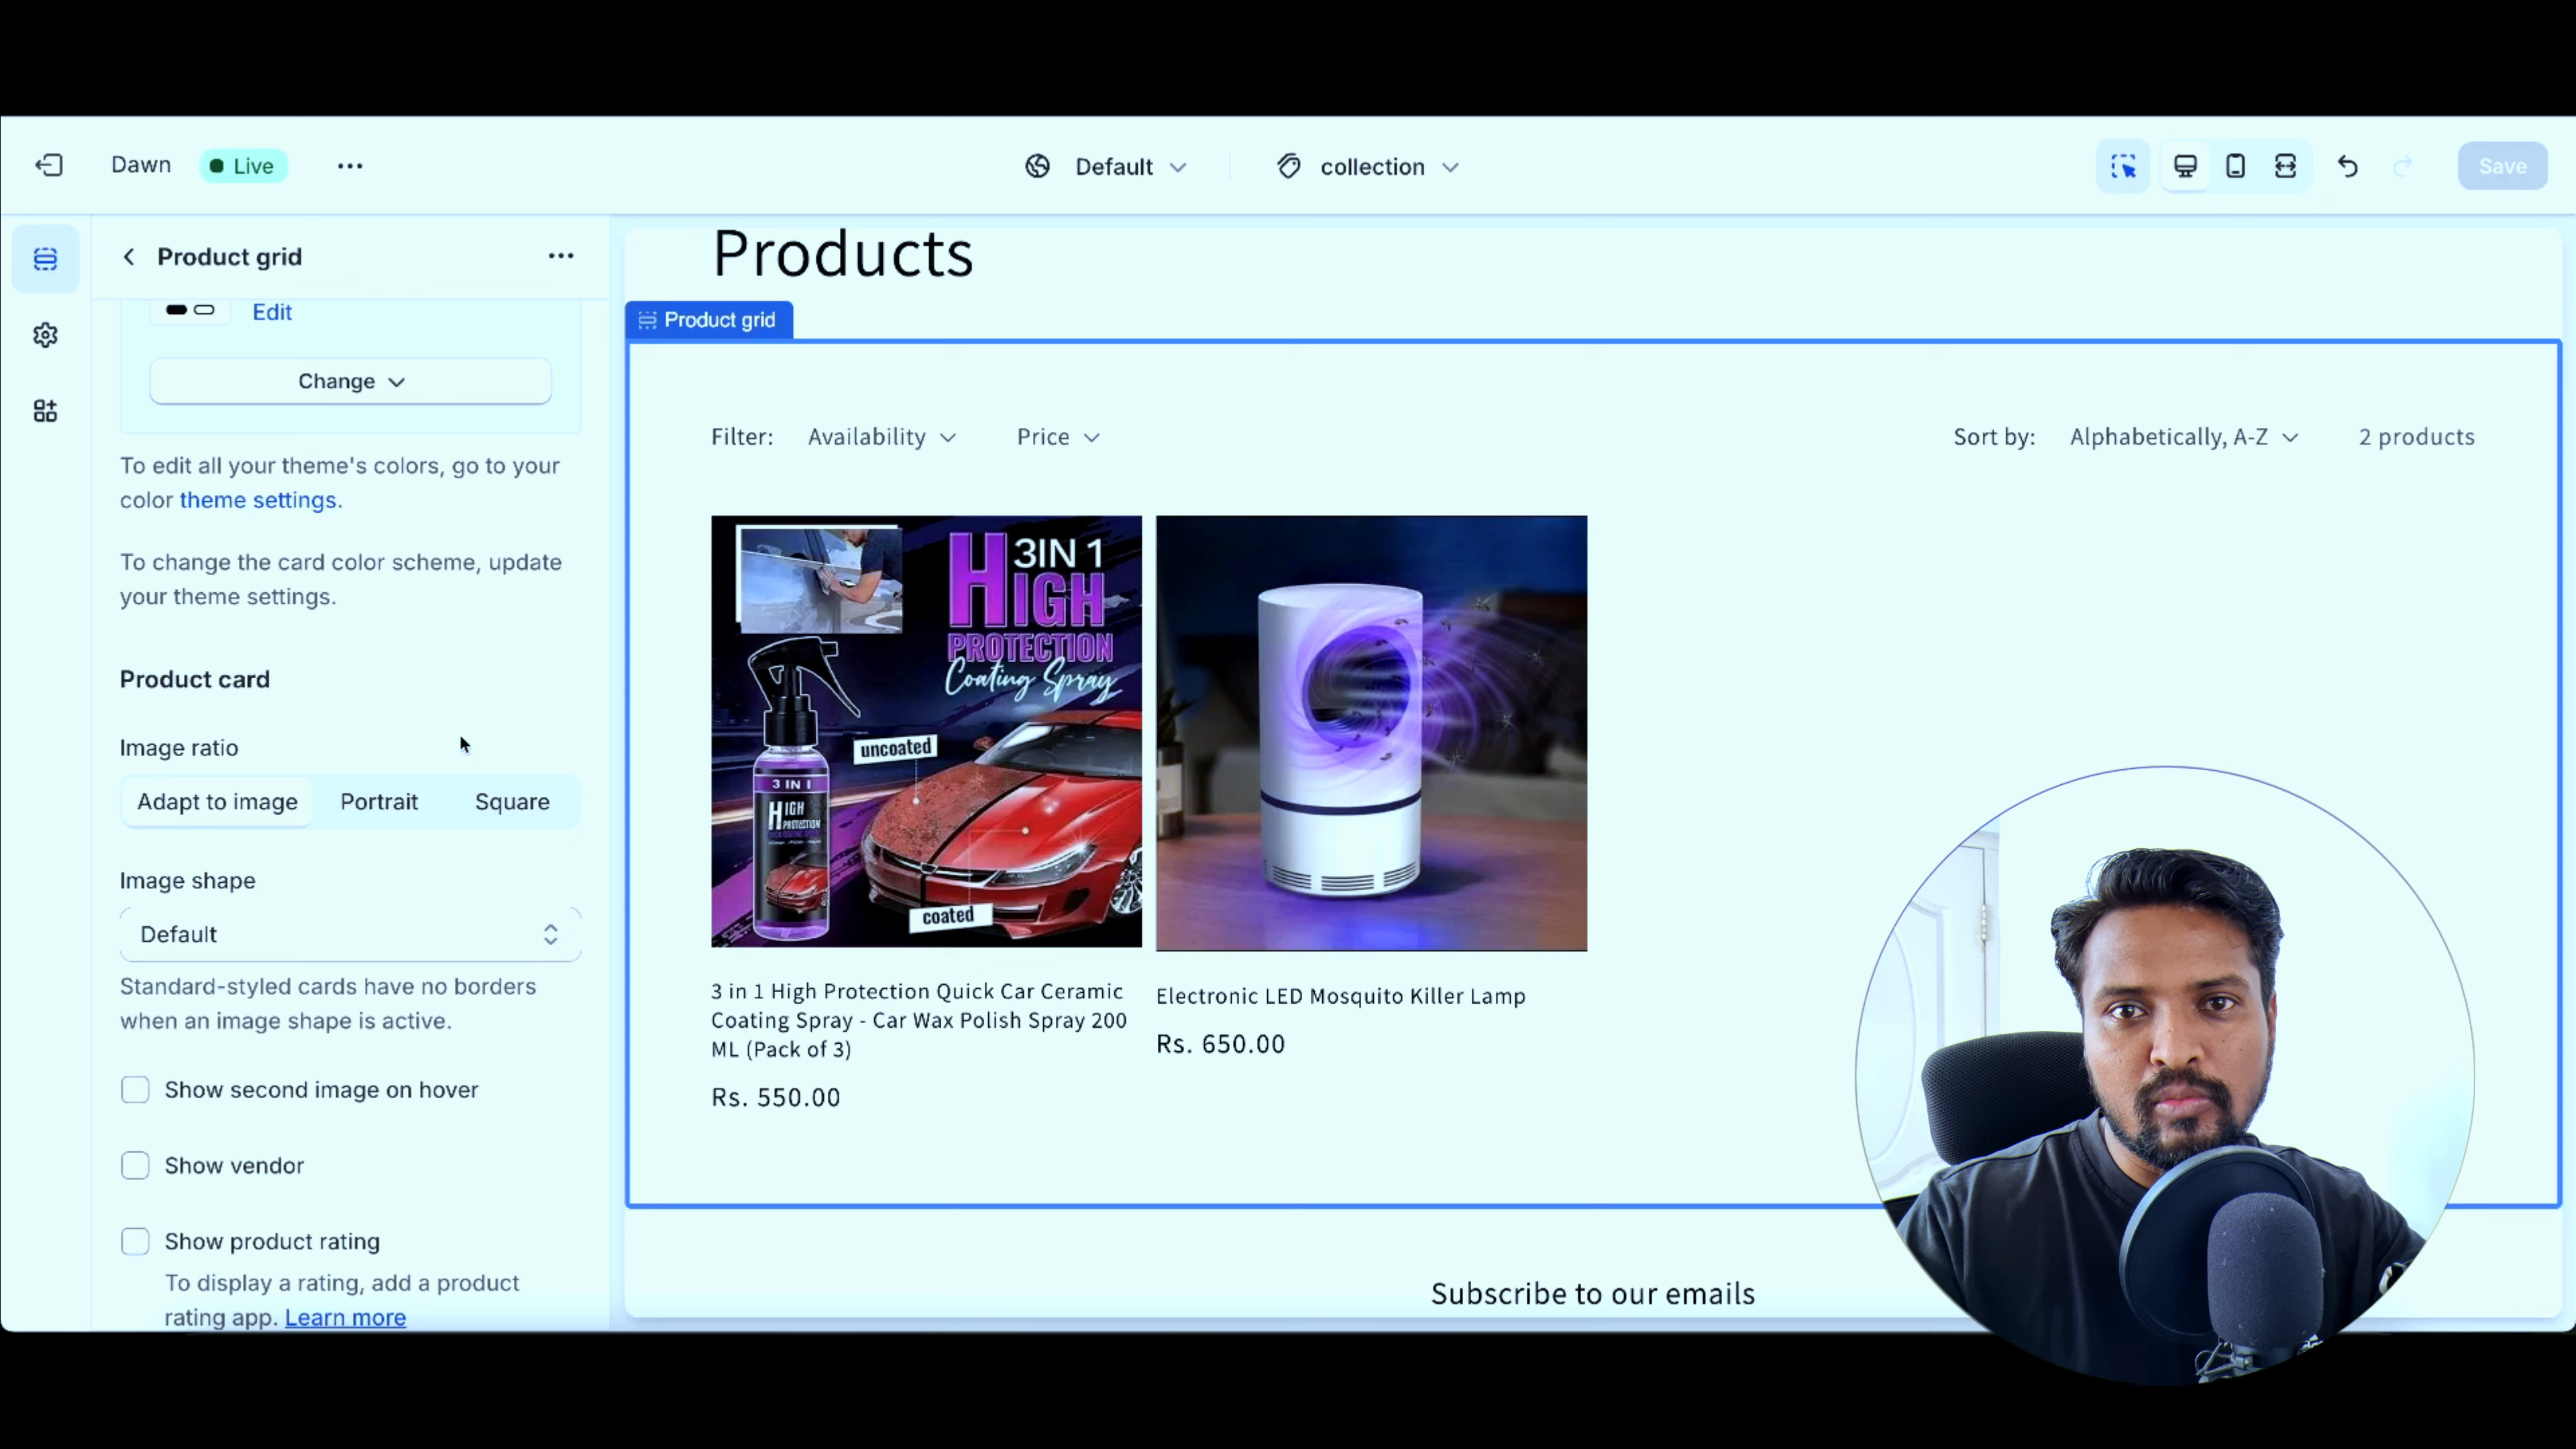 Dawn
Live
Default
collection
Save
Product grid
Edit
Change
To edit all your theme's colors, go to your
color theme settings.
To change the card color scheme, update
your theme settings.
Product card
Image ratio
Adapt to image
Portrait
Square
Image shape
Default
Standard-styled cards have no borders
when an image shape is active.
Show second image on hover
Show vendor
Show product rating
To display a rating, add a product
rating app. Learn more
Products
Product grid
Filter:
Availability
Price
Sort by:
Alphabetically, A-Z
2 products
3IN 1
HIGH
PROTECTION
Coating Spray
uncoated
3 IN 1
HIGH
PROTECTION
coated
3 in 1 High Protection Quick Car Ceramic
Coating Spray - Car Wax Polish Spray 200
ML (Pack of 3)
Rs. 550.00
Electronic LED Mosquito Killer Lamp
Rs. 650.00
Subscribe to our emails